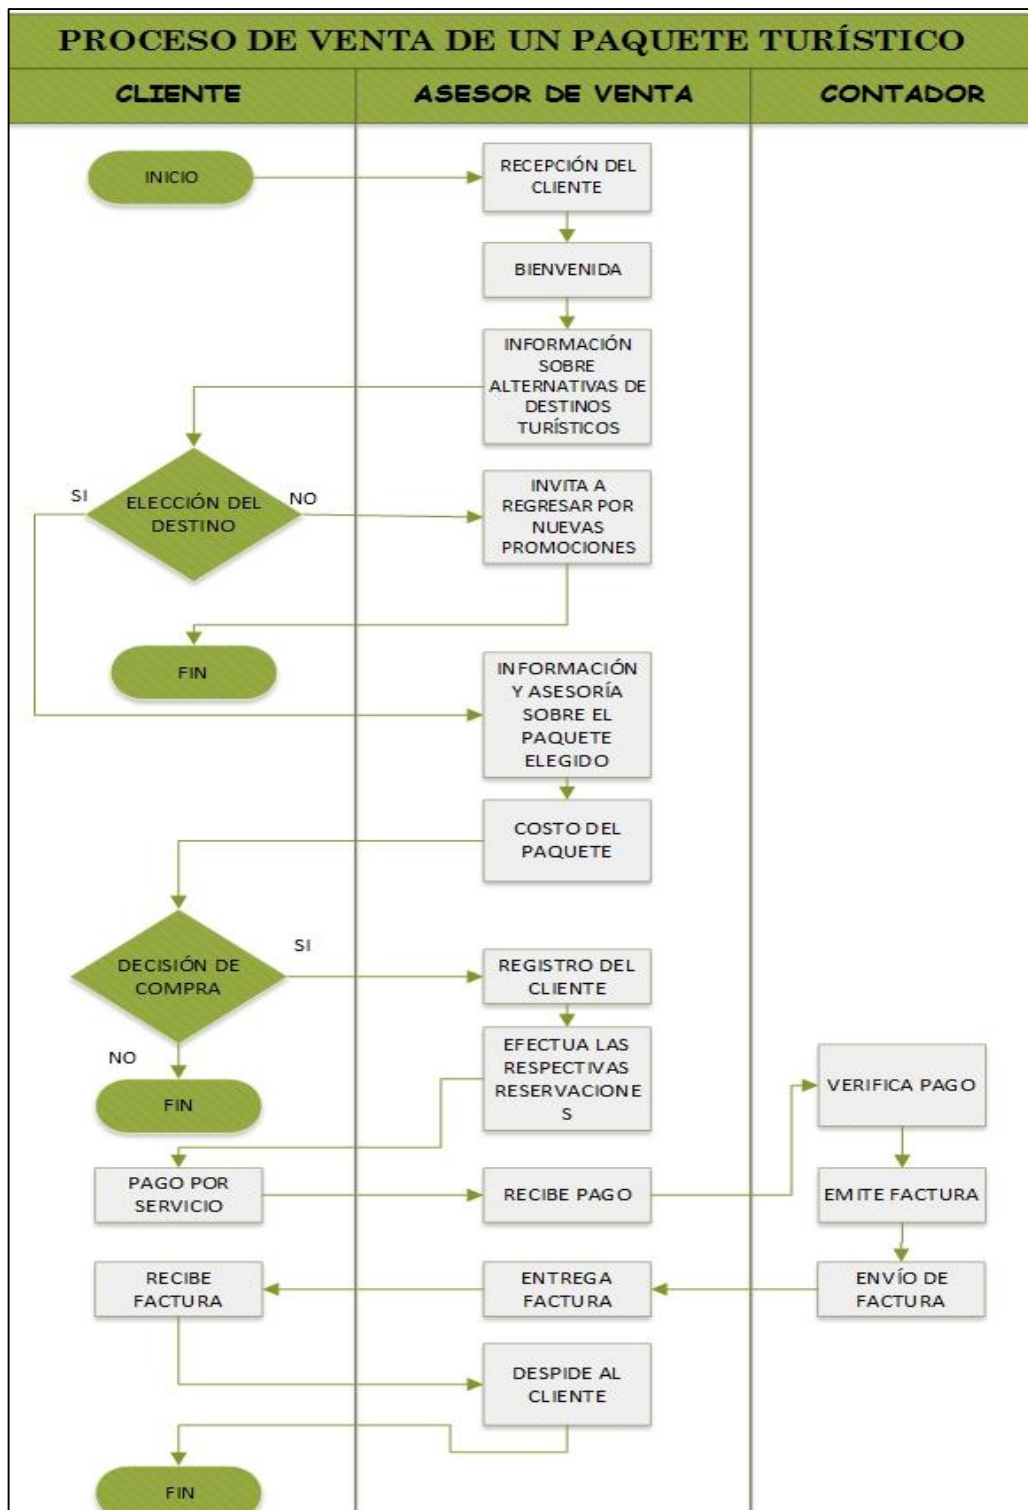 PROCESO DE VENTA DE UN PAQUETE TURÍSTICO
CLIENTE
ASESOR DE VENTA
CONTADOR
INICIO
RECEPCIÓN DEL
CLIENTE
BIENVENIDA
INFORMACIÓN
SOBRE
ALTERNATIVAS DE
DESTINOS
TURÍSTICOS
SI
ELECCIÓN DEL
DESTINO
NO
INVITA A
REGRESAR POR
NUEVAS
PROMOCIONES
FIN
INFORMACIÓN
Y ASESORÍA
SOBRE EL
PAQUETE
ELEGIDO
COSTO DEL
PAQUETE
DECISIÓN DE
COMPRA
SI
REGISTRO DEL
CLIENTE
NO
FIN
EFECTUA LAS
RESPECTIVAS
RESERVACIONE
S
VERIFICA PAGO
PAGO POR
SERVICIO
RECIBE PAGO
EMITE FACTURA
RECIBE
FACTURA
ENTREGA
FACTURA
ENVÍO DE
FACTURA
DESPIDE AL
CLIENTE
FIN